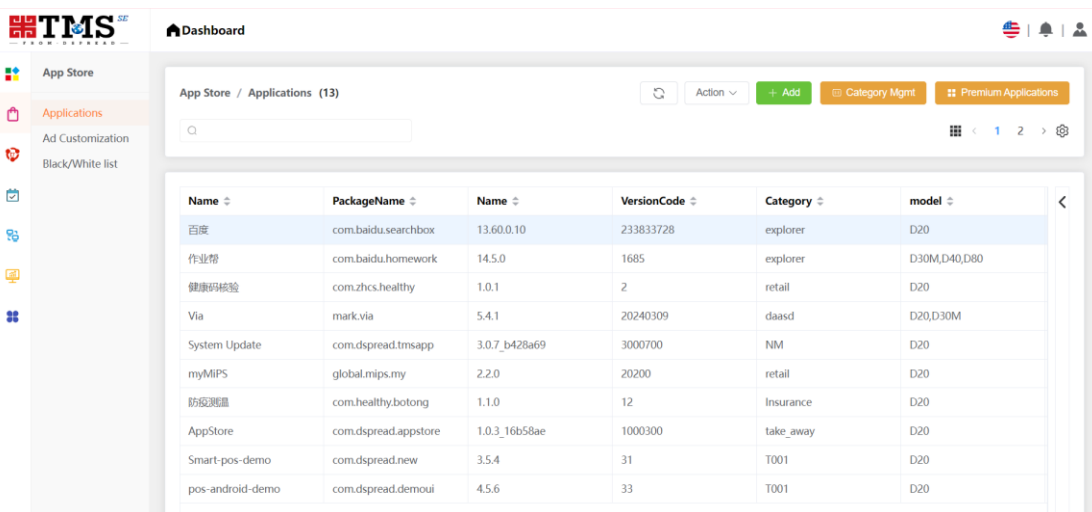 TMS SE
FROM·DSPREAD
Dashboard
App Store
Applications
Ad Customization
Black/White list
App Store / Applications (13)
Action
+ Add
Category Mgmt
Premium Applications
1 2
Name PackageName Name VersionCode Category model
百度 com.baidu.searchbox 13.60.0.10 233833728 explorer D20
作业帮 com.baidu.homework 14.5.0 1685 explorer D30M,D40,D80
健康码核验 com.zhcs.healthy 1.0.1 2 retail D20
Via mark.via 5.4.1 20240309 daasd D20,D30M
System Update com.dspread.tmsapp 3.0.7_b428a69 3000700 NM D20
myMiPS global.mips.my 2.2.0 20200 retail D20
防疫测温 com.healthy.botong 1.1.0 12 Insurance D20
AppStore com.dspread.appstore 1.0.3_16b58ae 1000300 take_away D20
Smart-pos-demo com.dspread.new 3.5.4 31 T001 D20
pos-android-demo com.dspread.demoui 4.5.6 33 T001 D20